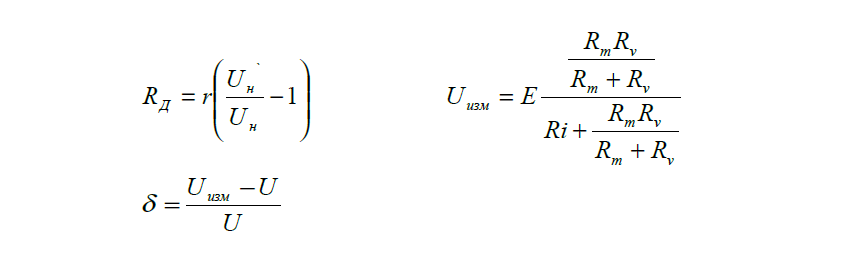 R_Д = r(U_н` / U_н − 1)
U_изм = E (R_m R_v / (R_m + R_v)) / (Ri + R_m R_v / (R_m + R_v))
δ = (U_изм − U) / U